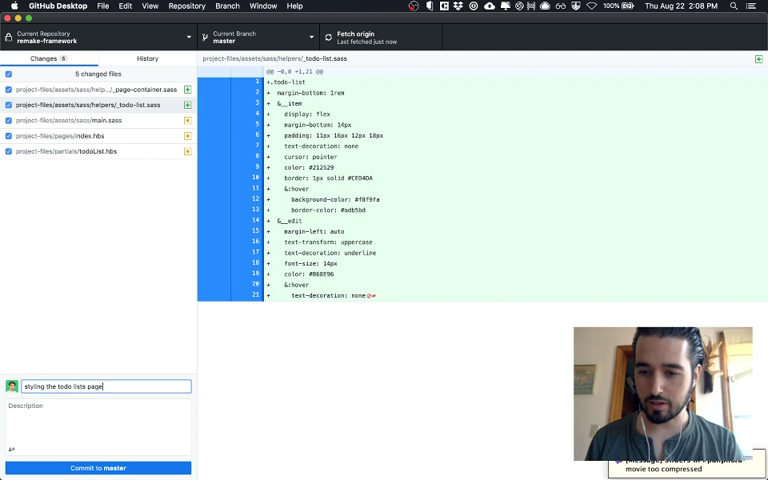 GitHub Desktop File Edit View Repository Branch Window Help 100% Thu Aug 22 2:08 PM
Current Repository
remake-framework
Current Branch
master
Fetch origin
Last fetched just now
Changes 5 History
project-files/assets/sass/helpers/_todo-list.sass
5 changed files
project-files/assets/sass/help.../_page-container.sass
project-files/assets/sass/helpers/_todo-list.sass
project-files/assets/sass/main.sass
project-files/pages/index.hbs
project-files/partials/todoList.hbs
@@ -0,0 +1,21 @@
1 +.todo-list
2 + margin-bottom: 1rem
3 + &__item
4 + display: flex
5 + margin-bottom: 14px
6 + padding: 11px 16px 12px 18px
7 + text-decoration: none
8 + cursor: pointer
9 + color: #212529
10 + border: 1px solid #CED4DA
11 + &:hover
12 + background-color: #f8f9fa
13 + border-color: #adb5bd
14 + &__edit
15 + margin-left: auto
16 + text-transform: uppercase
17 + text-decoration: underline
18 + font-size: 14px
19 + color: #868E96
20 + &:hover
21 + text-decoration: none
styling the todo lists page
Description
Commit to master
movie too compressed